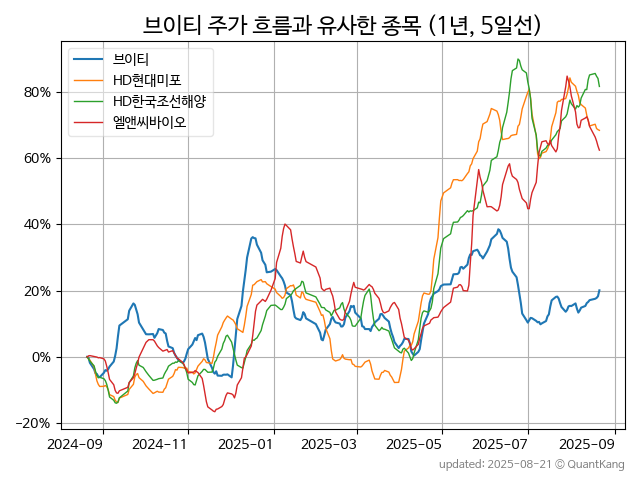 브이티 주가 흐름과 유사한 종목 (1년, 5일선)
브이티
HD현대미포
HD한국조선해양
엘앤씨바이오
80%
60%
40%
20%
0%
−20%
2024-09 2024-11 2025-01 2025-03 2025-05 2025-07 2025-09
updated: 2025-08-21 © QuantKang